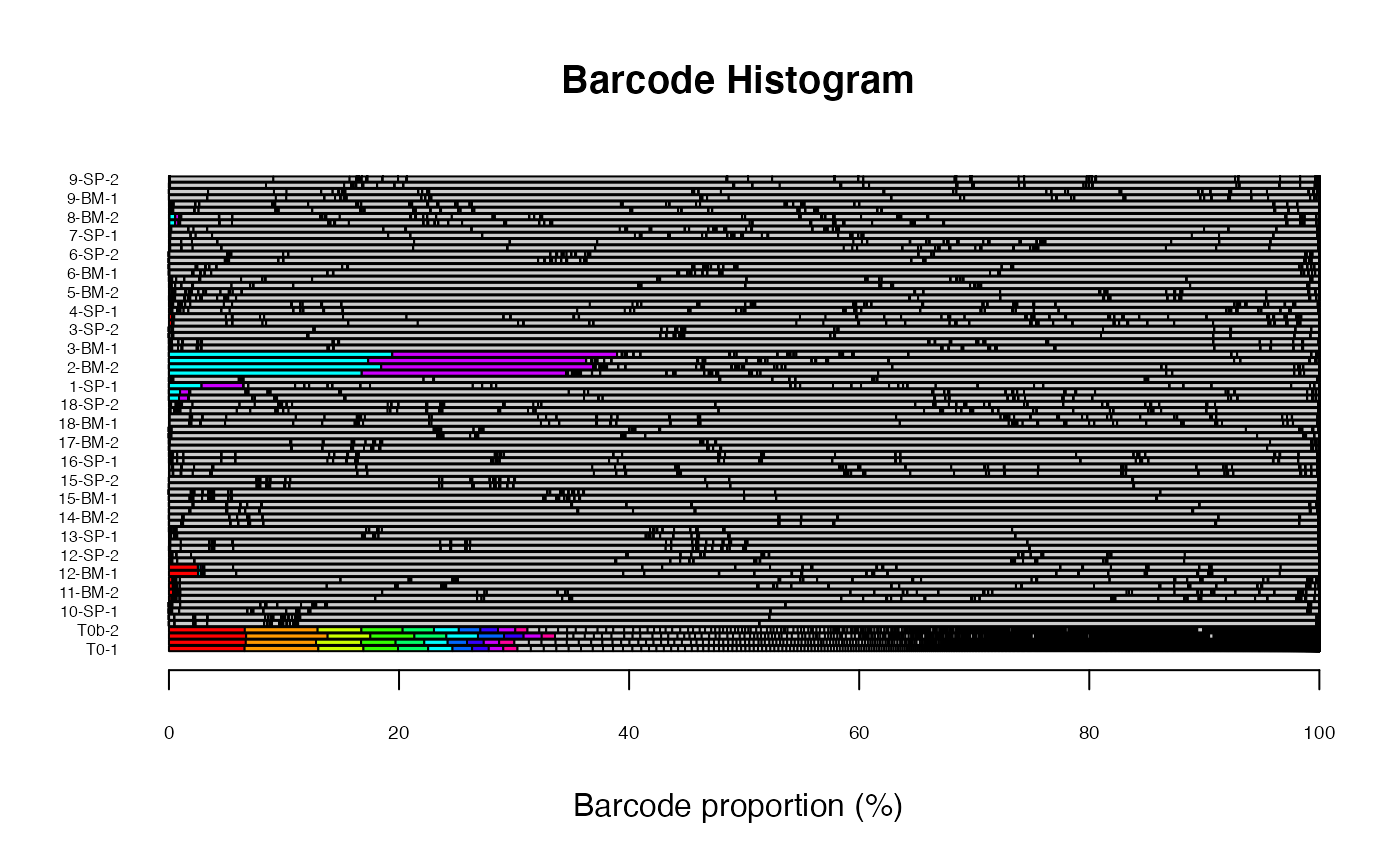 Barcode Histogram
9-SP-2
9-BM-1
8-BM-2
7-SP-1
6-SP-2
6-BM-1
5-BM-2
4-SP-1
3-SP-2
3-BM-1
2-BM-2
1-SP-1
18-SP-2
18-BM-1
17-BM-2
16-SP-1
15-SP-2
15-BM-1
14-BM-2
13-SP-1
12-SP-2
12-BM-1
11-BM-2
10-SP-1
T0b-2
T0-1
0 20 40 60 80 100
Barcode proportion (%)